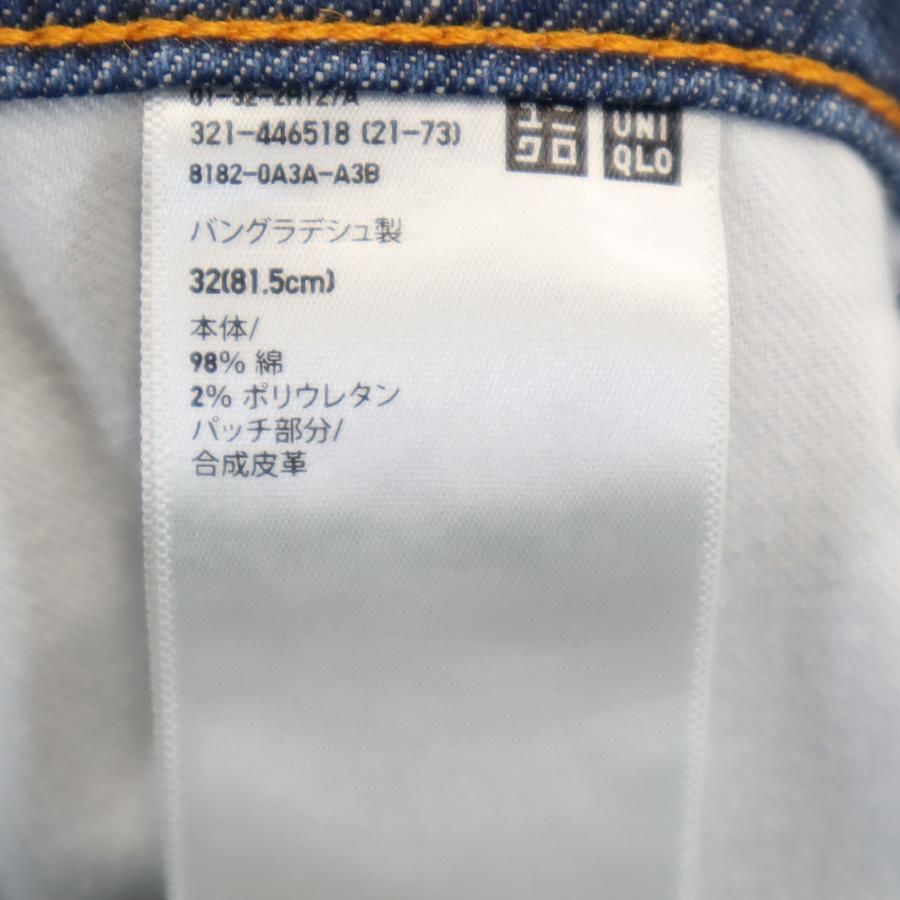 321-446518 (21-73)
8182-0A3A-A3B
ユニ
クロ
UNI
QLO
バングラデシュ製
32(81.5cm)
本体/
98% 綿
2% ポリウレタン
パッチ部分/
合成皮革